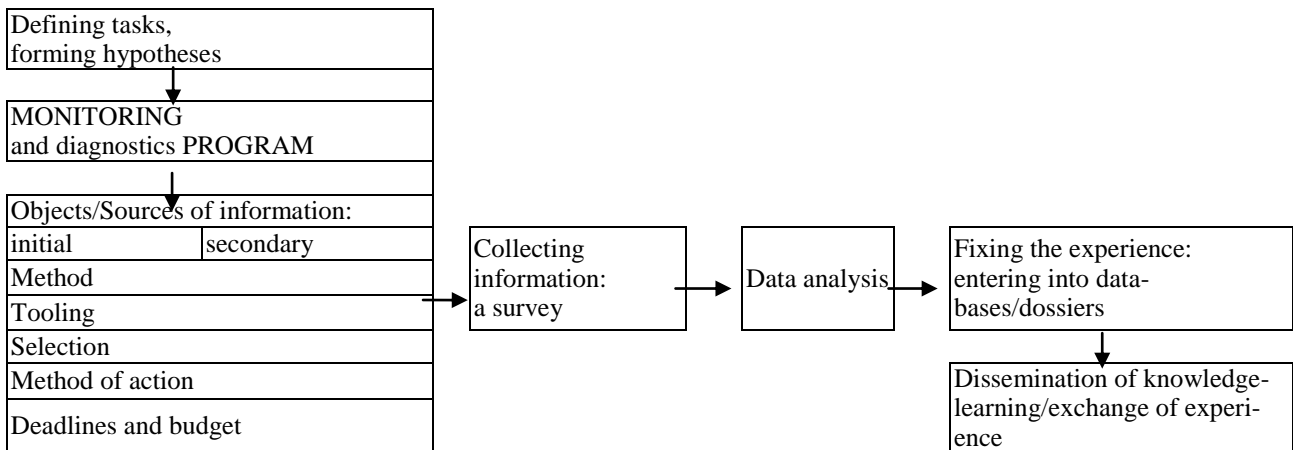 Defining tasks,
forming hypotheses
MONITORING
and diagnostics PROGRAM
Objects/Sources of information:
initial
secondary
Method
Tooling
Selection
Method of action
Deadlines and budget
Collecting
information:
a survey
Data analysis
Fixing the experience:
entering into data-
bases/dossiers
Dissemination of knowledge-
learning/exchange of experi-
ence